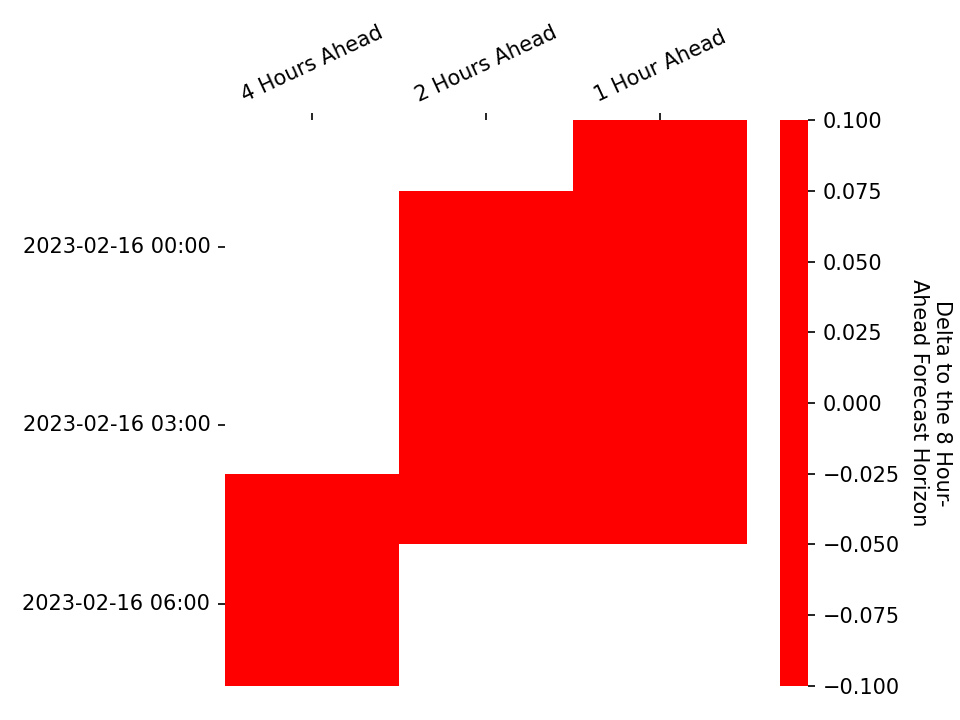 4 Hours Ahead
2 Hours Ahead
1 Hour Ahead
2023-02-16 00:00
2023-02-16 03:00
2023-02-16 06:00
0.100
0.075
0.050
0.025
0.000
−0.025
−0.050
−0.075
−0.100
Delta to the 8 Hour-
Ahead Forecast Horizon